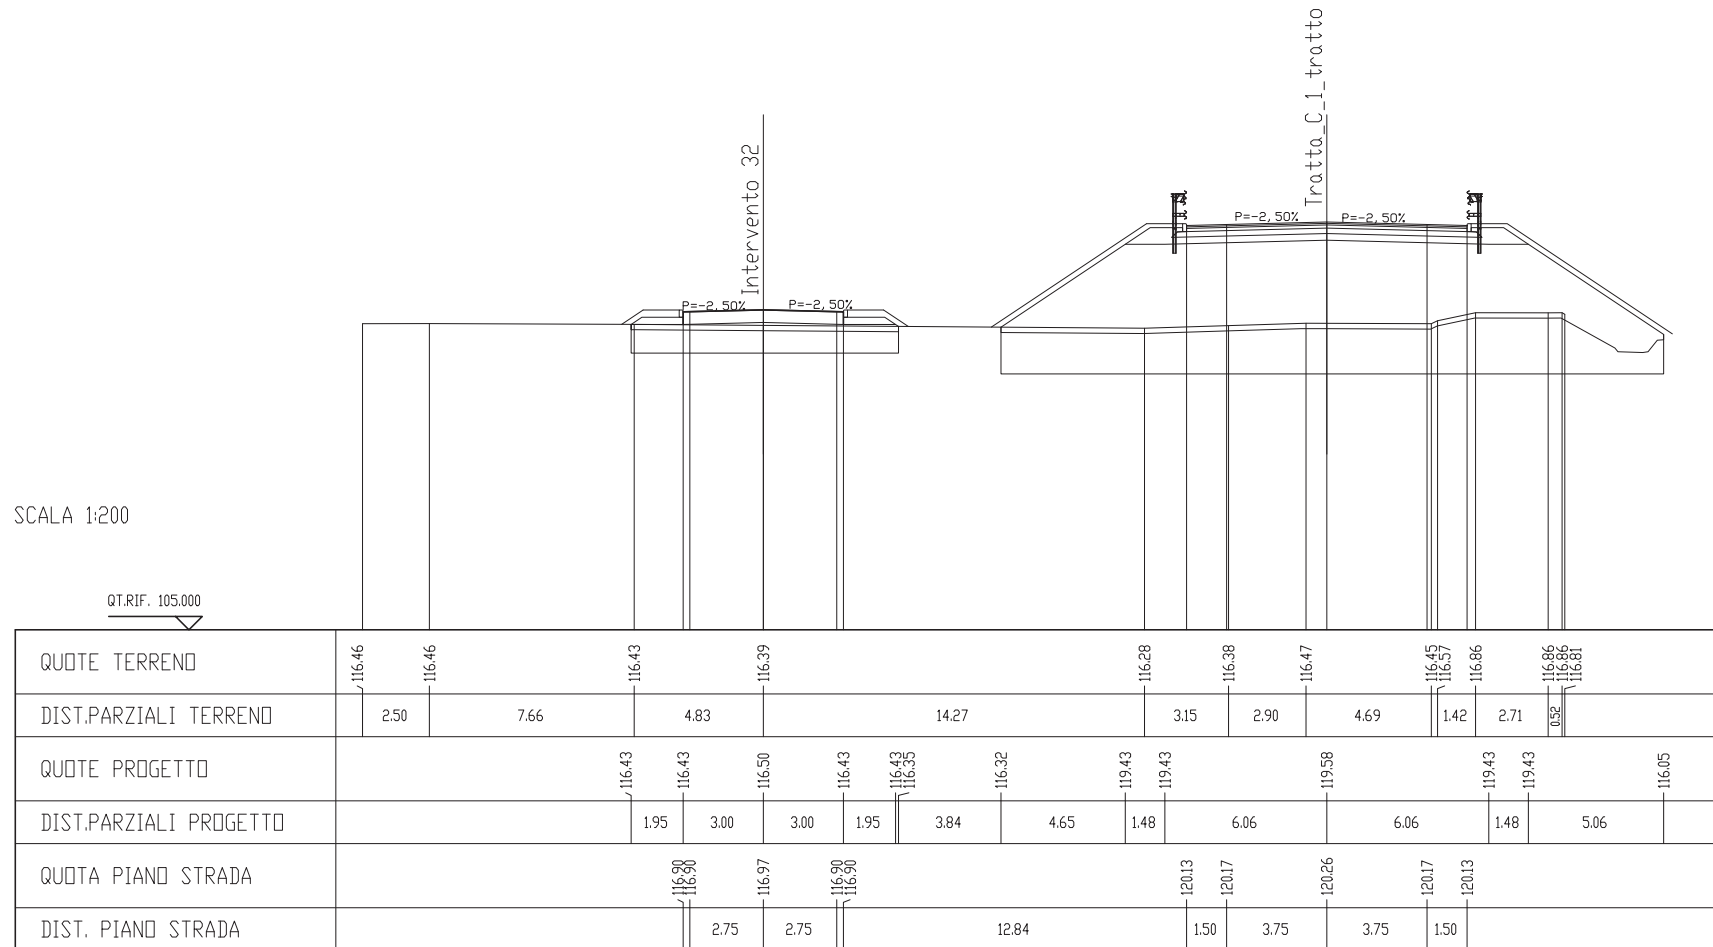 Tratta_C_1_tratto
Intervento 32
P=-2,50% P=-2,50%
P=-2,50% P=-2,50%
SCALA 1:200
QT.RIF. 105.000
QUOTE TERRENO 116.46 116.46 116.43 116.39 116.28 116.38 116.47 116.45 116.57 116.86 116.86 116.86 116.81
DIST.PARZIALI TERRENO 2.50 7.66 4.83 14.27 3.15 2.90 4.69 1.42 2.71 0.52
QUOTE PROGETTO 116.43 116.43 116.50 116.43 116.43 116.35 116.32 119.43 119.43 119.58 119.43 119.43 116.05
DIST.PARZIALI PROGETTO 1.95 3.00 3.00 1.95 3.84 4.65 1.48 6.06 6.06 1.48 5.06
QUOTA PIANO STRADA 116.90 116.90 116.97 116.90 116.90 120.13 120.17 120.26 120.17 120.13
DIST. PIANO STRADA 2.75 2.75 12.84 1.50 3.75 3.75 1.50